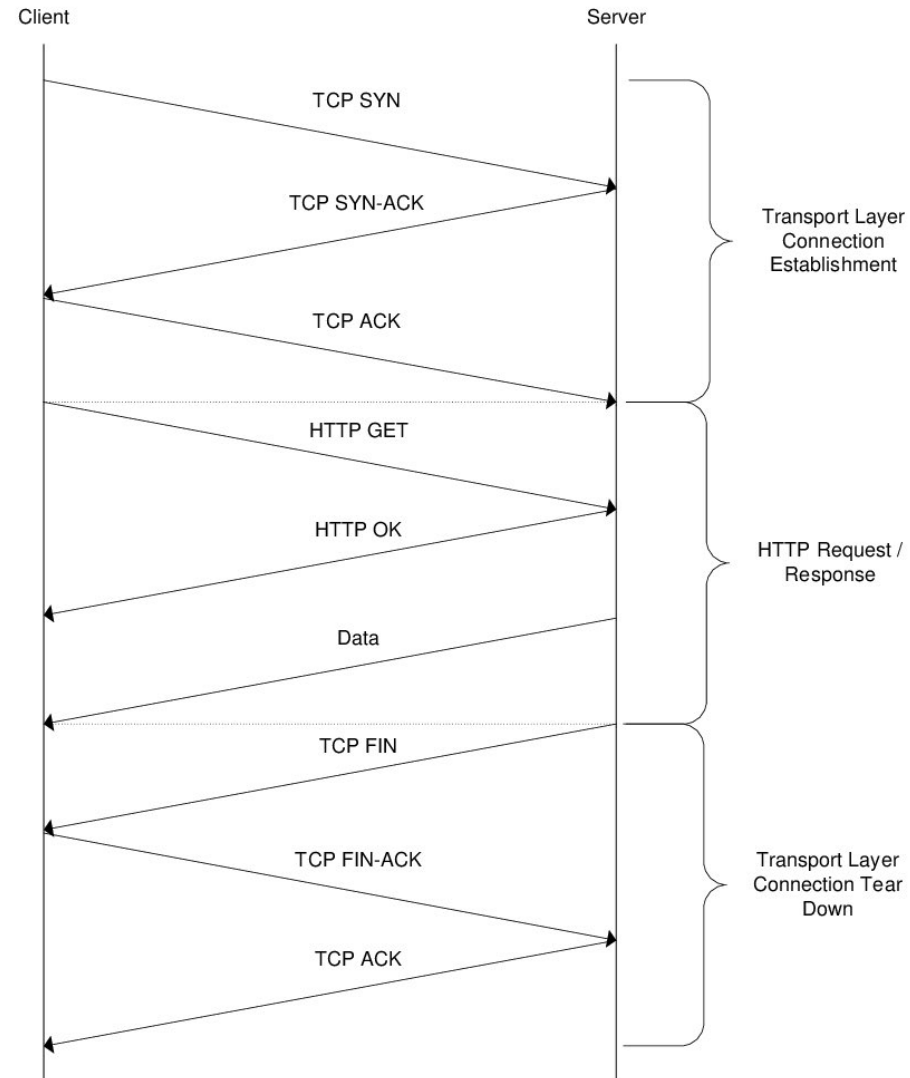 Client
Server
TCP SYN
TCP SYN-ACK
Transport Layer
Connection
Establishment
TCP ACK
HTTP GET
HTTP OK
HTTP Request /
Response
Data
TCP FIN
TCP FIN-ACK
Transport Layer
Connection Tear
Down
TCP ACK